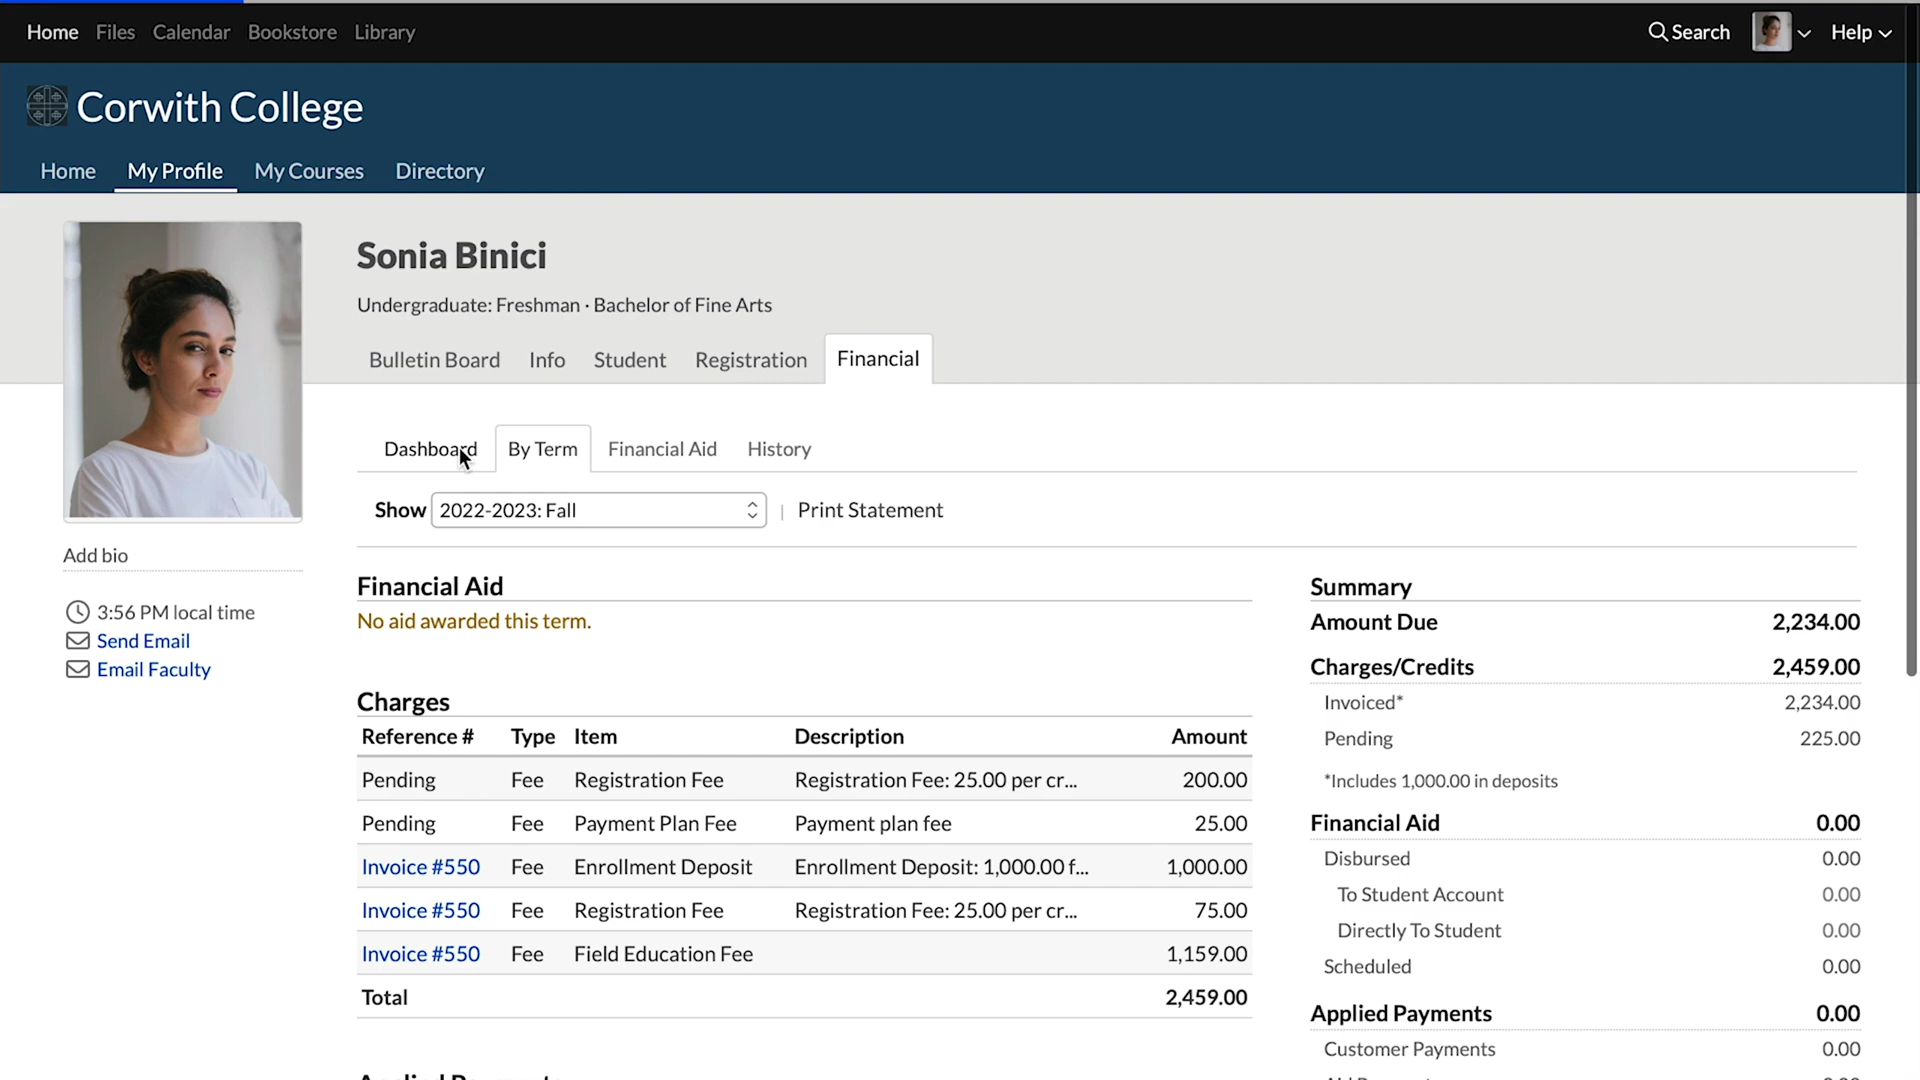 Home Files Calendar Bookstore Library Search Help
Corwith College
Home My Profile My Courses Directory
Sonia Binici
Undergraduate: Freshman · Bachelor of Fine Arts
Bulletin Board Info Student Registration Financial
Dashboard By Term Financial Aid History
Show 2022-2023: Fall | Print Statement
Add bio
3:56 PM local time
Send Email
Email Faculty
Financial Aid
No aid awarded this term.
Charges
Reference # Type Item Description Amount
Pending Fee Registration Fee Registration Fee: 25.00 per cr... 200.00
Pending Fee Payment Plan Fee Payment plan fee 25.00
Invoice #550 Fee Enrollment Deposit Enrollment Deposit: 1,000.00 f... 1,000.00
Invoice #550 Fee Registration Fee Registration Fee: 25.00 per cr... 75.00
Invoice #550 Fee Field Education Fee 1,159.00
Total 2,459.00
Summary
Amount Due 2,234.00
Charges/Credits 2,459.00
Invoiced* 2,234.00
Pending 225.00
*Includes 1,000.00 in deposits
Financial Aid 0.00
Disbursed 0.00
To Student Account 0.00
Directly To Student 0.00
Scheduled 0.00
Applied Payments 0.00
Customer Payments 0.00